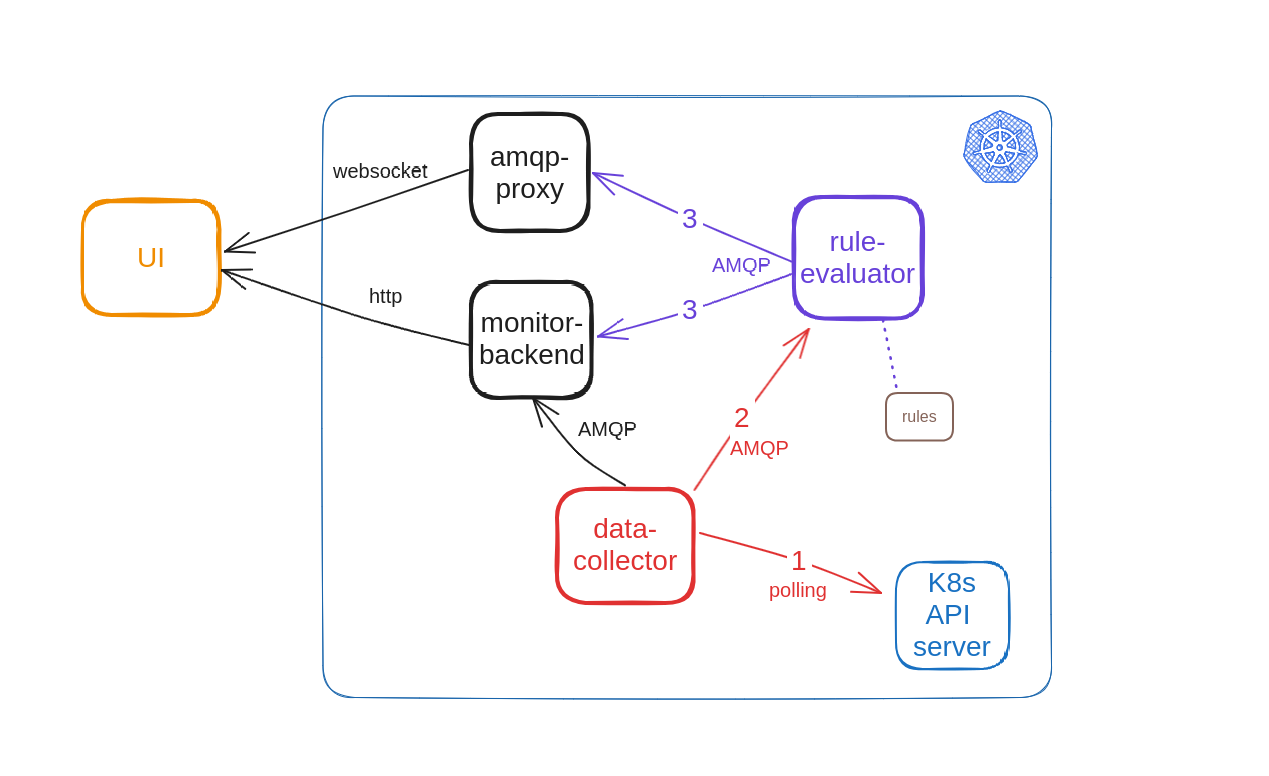 amqp-
proxy
websocket
3
rule-
evaluator
UI
AMQP
http
3
monitor-
backend
2
AMQP
AMQP
rules
data-
collector
1
polling
K8s
API
server